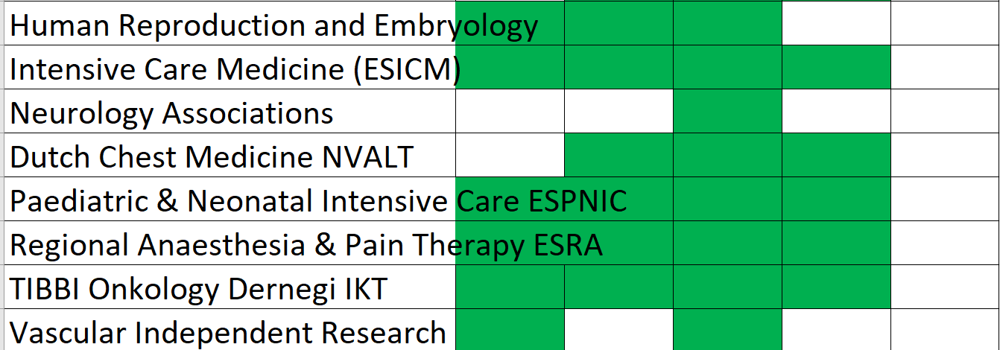 Human Reproduction and Embryology
Intensive Care Medicine (ESICM)
Neurology Associations
Dutch Chest Medicine NVALT
Paediatric & Neonatal Intensive Care ESPNIC
Regional Anaesthesia & Pain Therapy ESRA
TIBBI Onkology Dernegi IKT
Vascular Independent Research